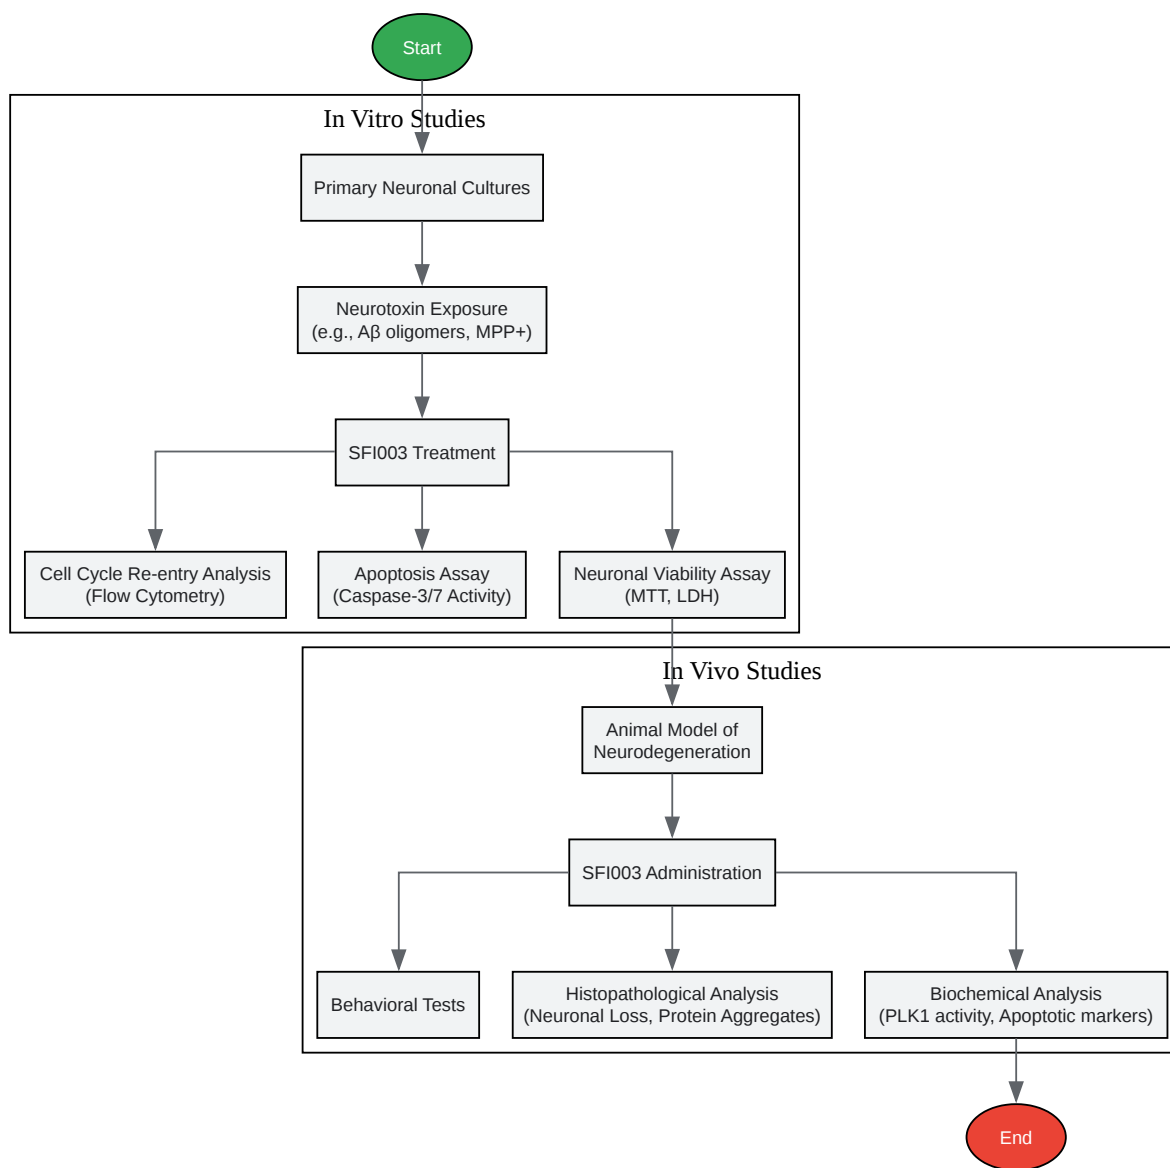 Start
In Vitro Studies
Primary Neuronal Cultures
Neurotoxin Exposure
(e.g., Aβ oligomers, MPP+)
SFI003 Treatment
Cell Cycle Re-entry Analysis
(Flow Cytometry)
Apoptosis Assay
(Caspase-3/7 Activity)
Neuronal Viability Assay
(MTT, LDH)
In Vivo Studies
Animal Model of
Neurodegeneration
SFI003 Administration
Behavioral Tests
Histopathological Analysis
(Neuronal Loss, Protein Aggregates)
Biochemical Analysis
(PLK1 activity, Apoptotic markers)
End